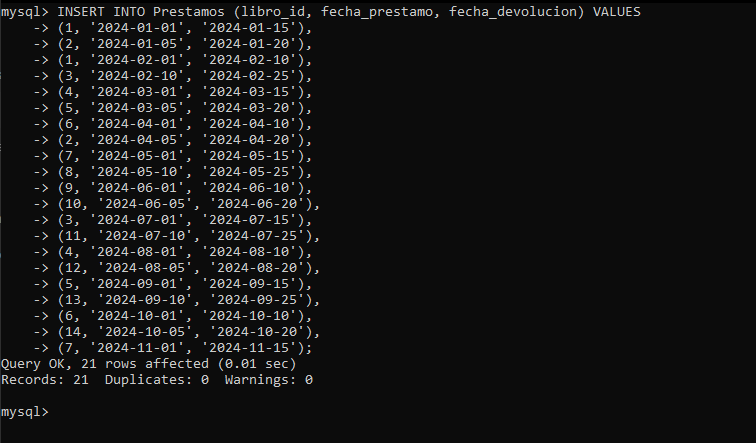 mysql> INSERT INTO Prestamos (libro_id, fecha_prestamo, fecha_devolucion) VALUES
    -> (1, '2024-01-01', '2024-01-15'),
    -> (2, '2024-01-05', '2024-01-20'),
    -> (1, '2024-02-01', '2024-02-10'),
    -> (3, '2024-02-10', '2024-02-25'),
    -> (4, '2024-03-01', '2024-03-15'),
    -> (5, '2024-03-05', '2024-03-20'),
    -> (6, '2024-04-01', '2024-04-10'),
    -> (2, '2024-04-05', '2024-04-20'),
    -> (7, '2024-05-01', '2024-05-15'),
    -> (8, '2024-05-10', '2024-05-25'),
    -> (9, '2024-06-01', '2024-06-10'),
    -> (10, '2024-06-05', '2024-06-20'),
    -> (3, '2024-07-01', '2024-07-15'),
    -> (11, '2024-07-10', '2024-07-25'),
    -> (4, '2024-08-01', '2024-08-10'),
    -> (12, '2024-08-05', '2024-08-20'),
    -> (5, '2024-09-01', '2024-09-15'),
    -> (13, '2024-09-10', '2024-09-25'),
    -> (6, '2024-10-01', '2024-10-10'),
    -> (14, '2024-10-05', '2024-10-20'),
    -> (7, '2024-11-01', '2024-11-15');
Query OK, 21 rows affected (0.01 sec)
Records: 21  Duplicates: 0  Warnings: 0
mysql>